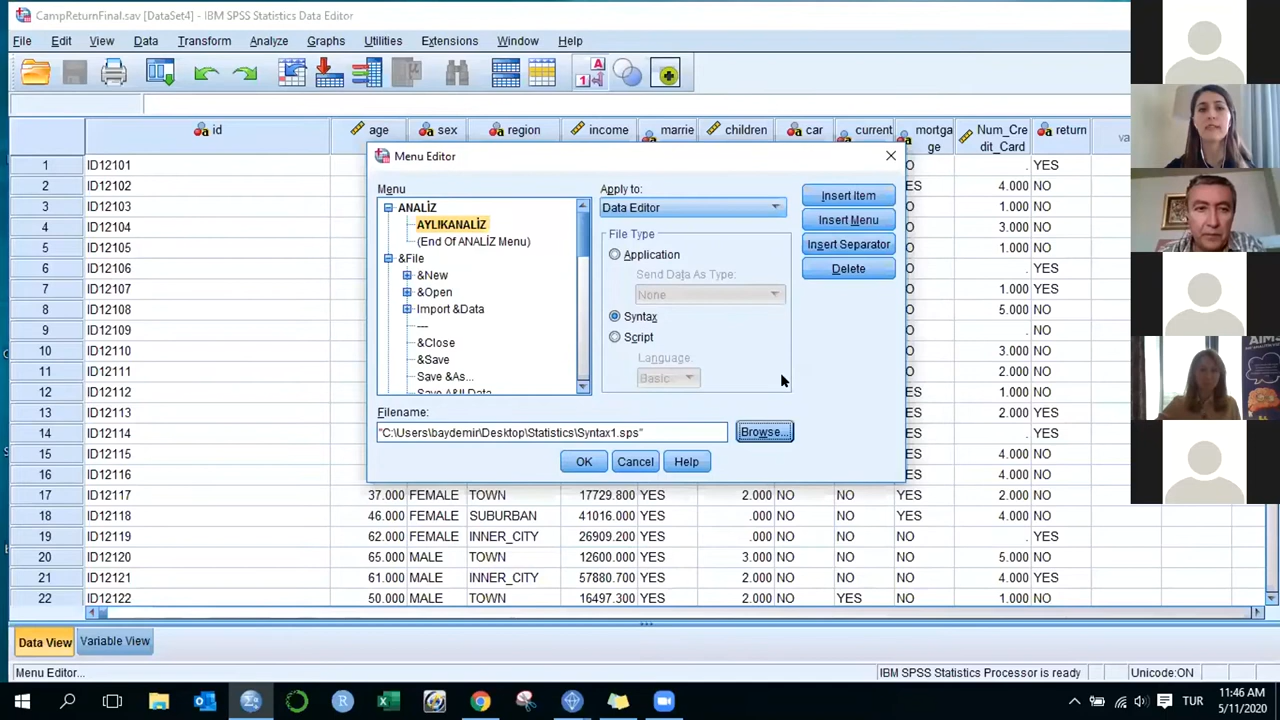 CampReturnFinal.sav [DataSet4] - IBM SPSS Statistics Data Editor
File Edit View Data Transform Analyze Graphs Utilities Extensions Window Help
id age sex region income marrie children car current mortgage Num_Credit_Card return
Menu Editor
Menu
ANALİZ
AYLIKANALİZ
(End Of ANALİZ Menu)
&File
&New
&Open
Import &Data
---
&Close
&Save
Save &As...
Save A&ll Data
Apply to:
Data Editor
File Type
Application
Send Data As Type:
None
Syntax
Script
Language:
Basic
Insert Item
Insert Menu
Insert Separator
Delete
Filename:
"C:\Users\baydemir\Desktop\Statistics\Syntax1.sps"
Browse...
OK Cancel Help
1 ID12101 . YES
2 ID12102 4.000 NO
3 ID12103 1.000 NO
4 ID12104 3.000 NO
5 ID12105 1.000 NO
6 ID12106 . YES
7 ID12107 1.000 YES
8 ID12108 5.000 NO
9 ID12109 . NO
10 ID12110 3.000 NO
11 ID12111 2.000 NO
12 ID12112 1.000 NO
13 ID12113 2.000 YES
14 ID12114 . YES
15 ID12115 4.000 NO
16 ID12116 4.000 NO
17 ID12117 37.000 FEMALE TOWN 17729.800 YES 2.000 NO NO YES 2.000 NO
18 ID12118 46.000 FEMALE SUBURBAN 41016.000 YES .000 NO NO YES 4.000 NO
19 ID12119 62.000 FEMALE INNER_CITY 26909.200 YES .000 NO NO NO . YES
20 ID12120 65.000 MALE TOWN 12600.000 YES 3.000 NO NO NO 5.000 NO
21 ID12121 61.000 MALE INNER_CITY 57880.700 YES 2.000 NO NO NO 4.000 YES
22 ID12122 50.000 MALE TOWN 16497.300 YES 2.000 NO YES NO 1.000 NO
Data View Variable View
Menu Editor... IBM SPSS Statistics Processor is ready Unicode:ON
TUR
11:46 AM
5/11/2020